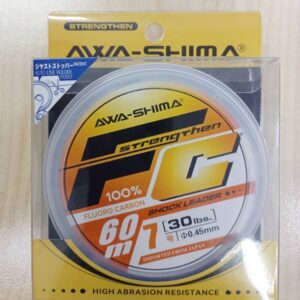 STRENGTHEN
AWA-SHIMA®
ジャストストッパー PATENT
AWA-SHIMA®
strengthen
FC
100%
FLUORO CARBON
SHOCK LEADER
60m
7号
[30 lbs.]
Φ0.45mm
IMPORTED FROM JAPAN
HIGH ABRASION RESISTANCE